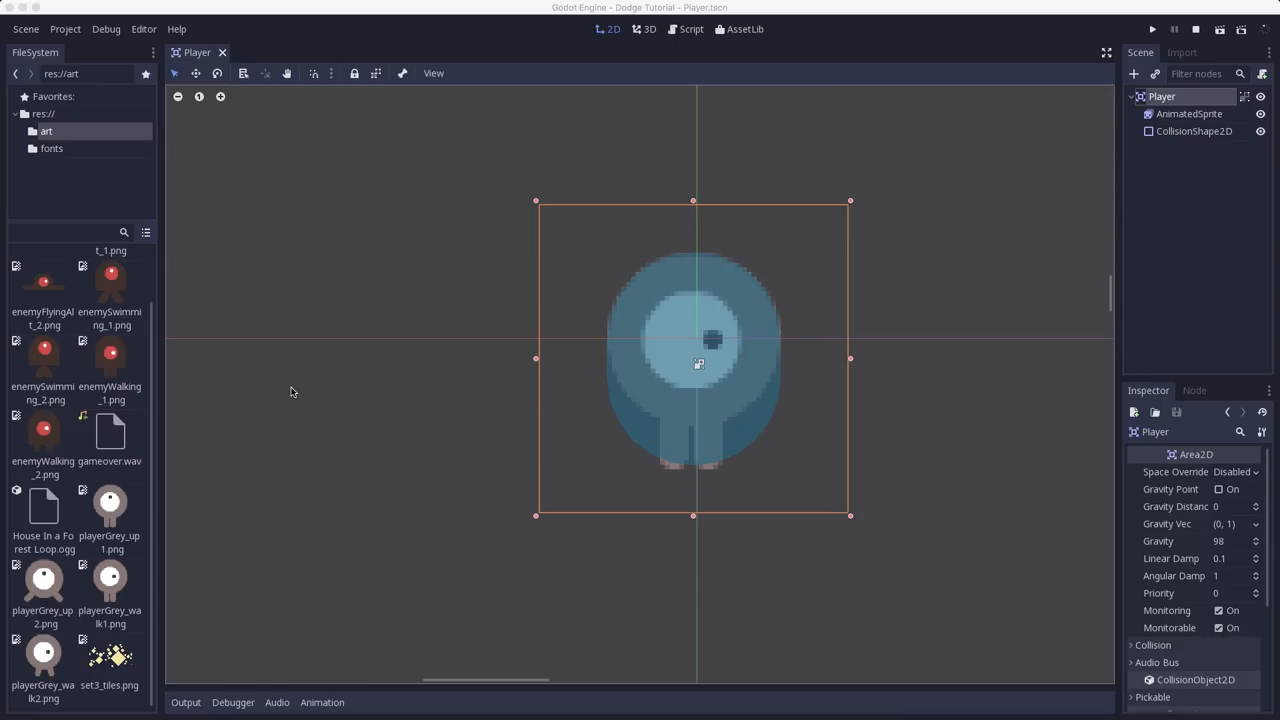 Godot Engine - Dodge Tutorial - Player.tscn
Scene Project Debug Editor Help
2D 3D Script AssetLib
FileSystem
res://art
Favorites:
res://
art
fonts
t_1.png
enemyFlyingAl
t_2.png
enemySwimmi
ng_1.png
enemySwimmi
ng_2.png
enemyWalking
_1.png
enemyWalking
_2.png
gameover.wav
House In a Fo
rest Loop.ogg
playerGrey_up
1.png
playerGrey_up
2.png
playerGrey_wa
lk1.png
playerGrey_wa
lk2.png
set3_tiles.png
Player
View
1
Output Debugger Audio Animation
Scene Import
Filter nodes
Player
AnimatedSprite
CollisionShape2D
Inspector Node
Player
Area2D
Space Override Disabled
Gravity Point On
Gravity Distanc 0
Gravity Vec (0, 1)
Gravity 98
Linear Damp 0.1
Angular Damp 1
Priority 0
Monitoring On
Monitorable On
Collision
Audio Bus
CollisionObject2D
Pickable